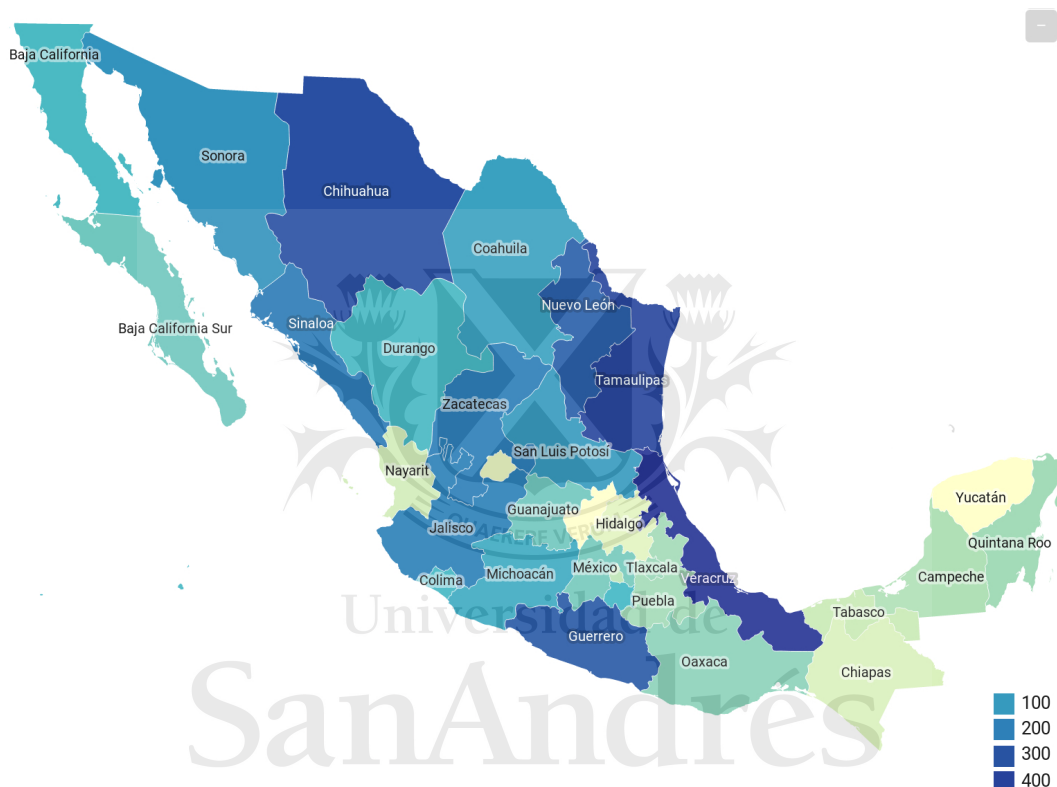 −
Baja California
Sonora
Chihuahua
Coahuila
Nuevo León
Sinaloa
Baja California Sur
Durango
Tamaulipas
Zacatecas
San Luis Potosí
Nayarit
Yucatán
Guanajuato
Hidalgo
Jalisco
QUAERERE VERUM
Quintana Roo
México
Tlaxcala
Michoacán
Colima
Veracruz
Campeche
Puebla
Tabasco
Universidad de
Guerrero
Oaxaca
Chiapas
SanAndrés
100
200
300
400